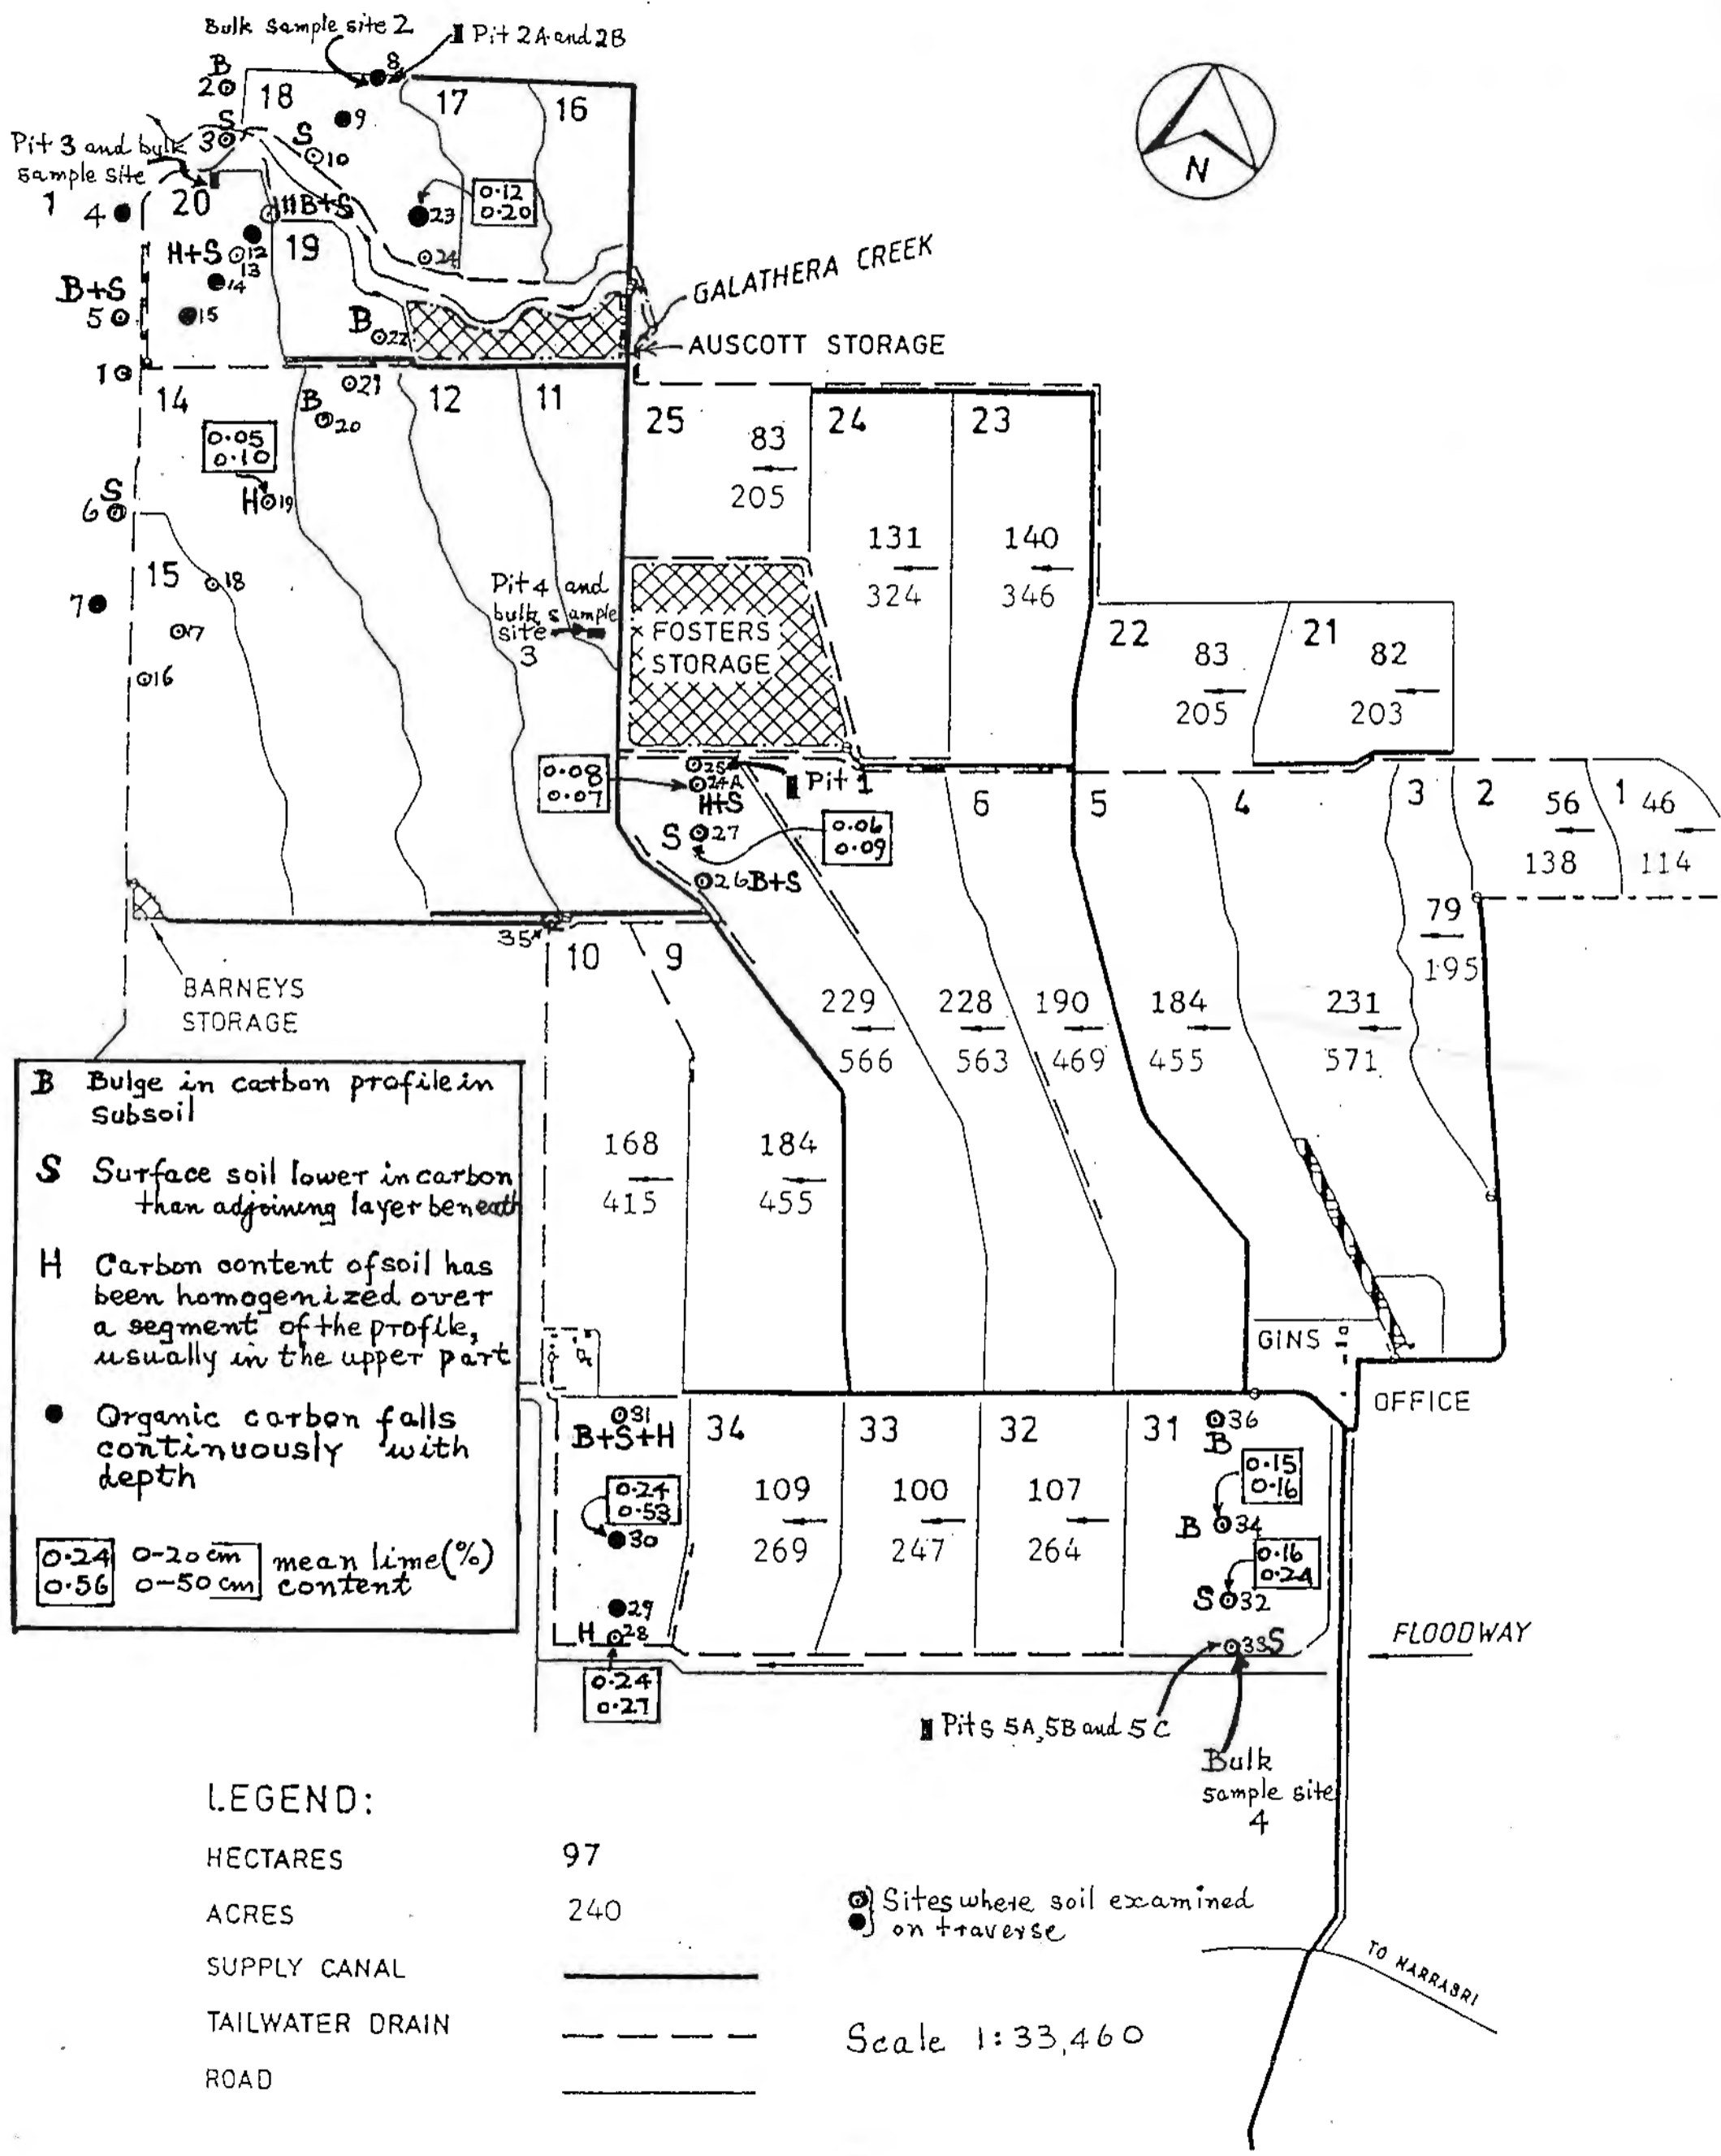 Bulk sample site 2
Pit 2A and 2B
B
2
8
18
17
16
9
S
3
S
10
Pit 3 and bulk
sample site
N
1
4
20
11 B+S
0.12
0.20
23
H+S
12
13
19
24
14
B+S
5
15
B
22
GALATHERA CREEK
AUSCOTT STORAGE
1
14
21
12
11
B
20
25
24
23
0.05
0.10
83
205
H
19
S
6
131
324
140
346
15
18
7
17
16
Pit 4 and
bulk sample
site
3
FOSTERS
STORAGE
22
83
205
21
82
203
25
0.08
0.07
24A
H+S
Pit 1
6
5
4
3
2
56
138
1
46
114
S
27
0.06
0.09
26 B+S
79
195
35
10
9
BARNEYS
STORAGE
229
566
228
563
190
469
184
455
231
571
B Bulge in carbon profile in
subsoil
S Surface soil lower in carbon
than adjoining layer beneath
H Carbon content of soil has
been homogenized over
a segment of the profile,
usually in the upper part
Organic carbon falls
continuously with
depth
0.24 0-20 cm mean lime (%)
0.56 0-50 cm content
168
415
184
455
GINS
OFFICE
31
B+S+H
34
33
32
31
36
B
0.24
0.53
30
109
269
100
247
107
264
0.15
0.16
B
34
0.16
0.24
S
32
29
H
28
33 S
0.24
0.27
FLOODWAY
Pits 5A, 5B and 5C
Bulk
sample site
4
LEGEND:
HECTARES 97
ACRES 240
SUPPLY CANAL
TAILWATER DRAIN
ROAD
Sites where soil examined
on traverse
Scale 1:33,460
TO NARRABRI